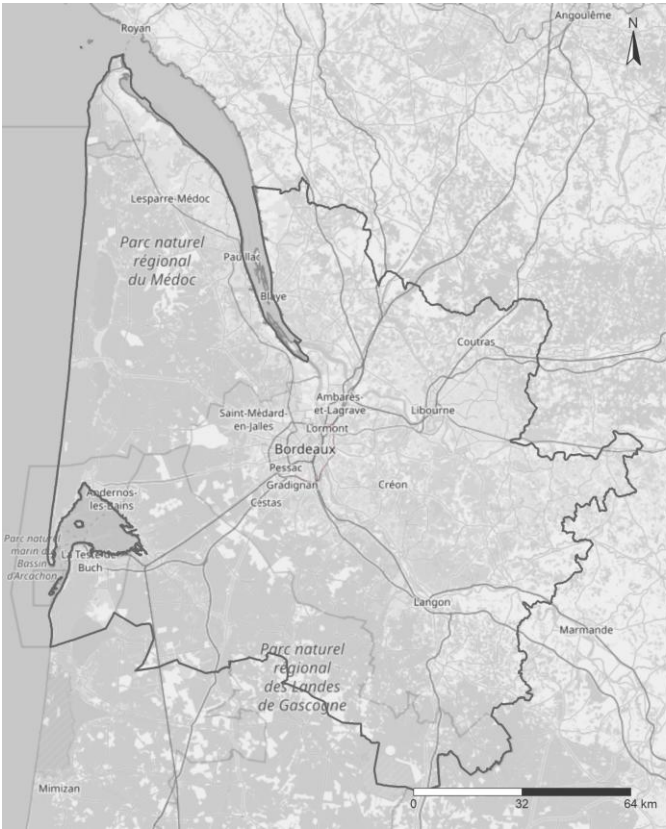 Royan
Angoulême
N
Lesparre-Médoc
Parc naturel
régional
du Médoc
Pauillac
Blaye
Coutras
Ambarès-
et-Lagrave
Saint-Médard-
en-Jalles
Libourne
Lormont
Bordeaux
Pessac
Gradignan
Créon
Cestas
Andernos-
les-Bains
Parc naturel
marin du
Bassin
d'Arcachon
La Teste-de-
Buch
Langon
Marmande
Parc naturel
régional
des Landes
de Gascogne
Mimizan
0 32 64 km